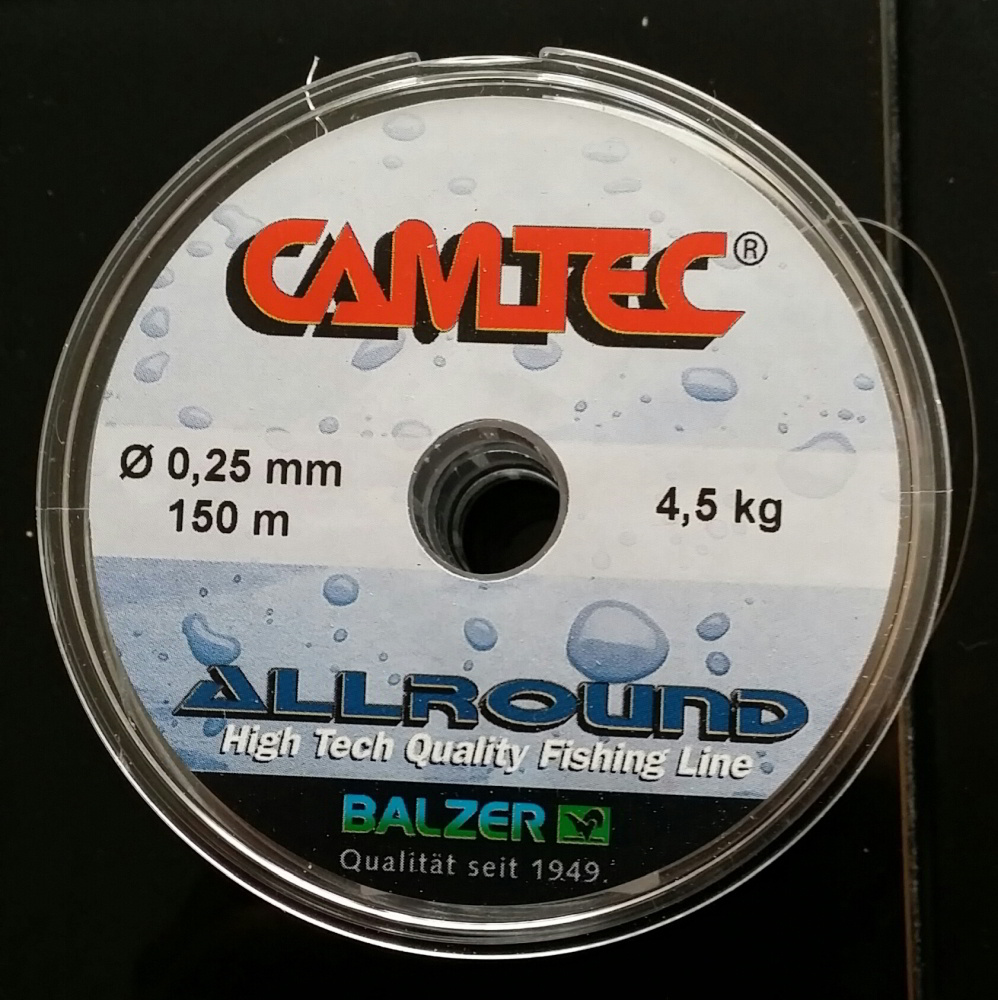 CAMTEC®
Ø 0,25 mm
150 m
4,5 kg
ALLROUND
High Tech Quality Fishing Line
BALZER
Qualität seit 1949.